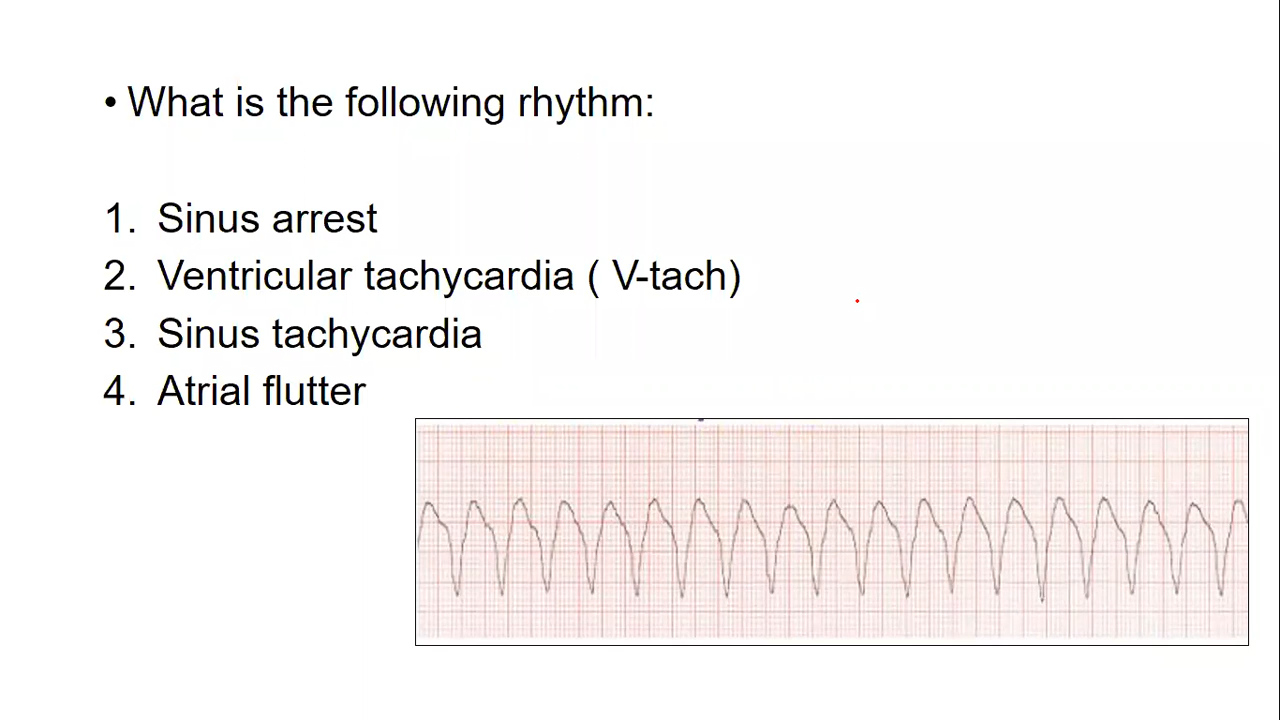 • What is the following rhythm:
1. Sinus arrest
2. Ventricular tachycardia ( V-tach)
3. Sinus tachycardia
4. Atrial flutter